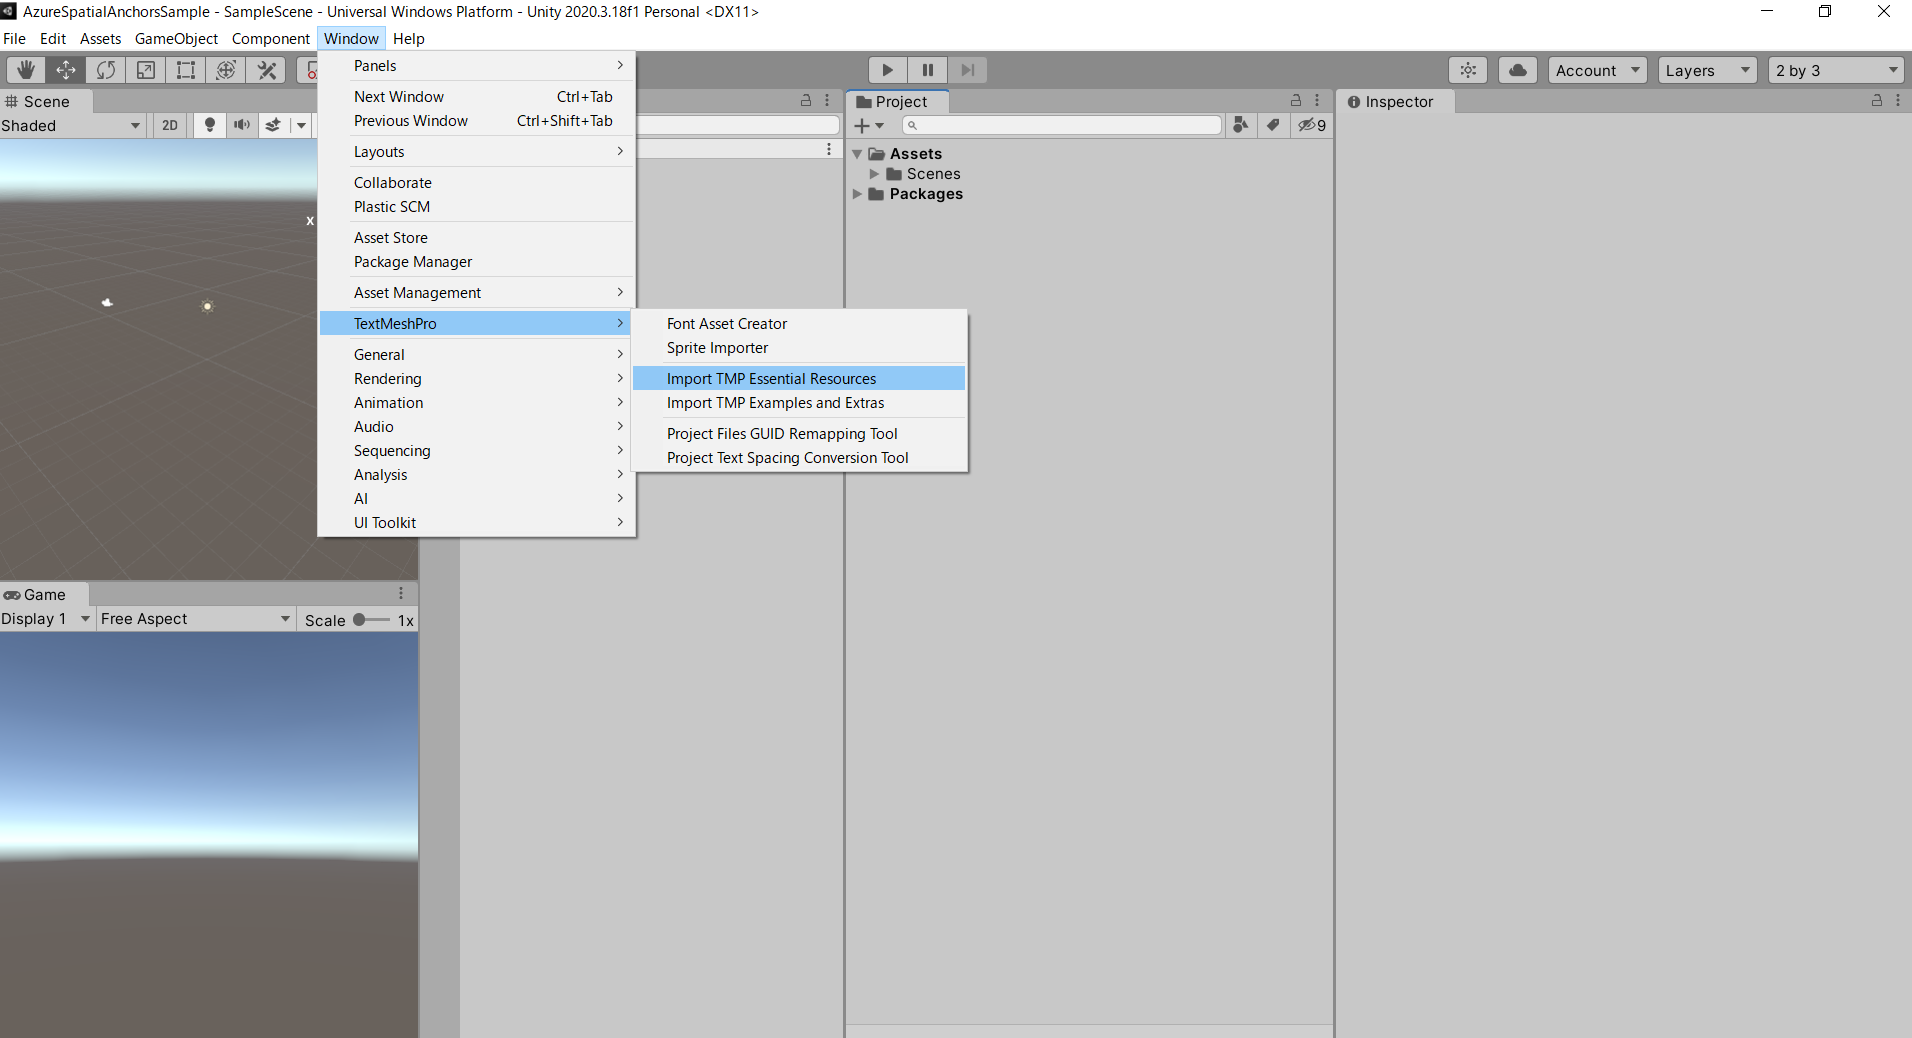 AzureSpatialAnchorsSample - SampleScene - Universal Windows Platform - Unity 2020.3.18f1 Personal <DX11>
File Edit Assets GameObject Component Window Help
Account Layers 2 by 3
Scene
Shaded 2D
x
Panels
Next Window Ctrl+Tab
Previous Window Ctrl+Shift+Tab
Layouts
Collaborate
Plastic SCM
Asset Store
Package Manager
Asset Management
TextMeshPro
General
Rendering
Animation
Audio
Sequencing
Analysis
AI
UI Toolkit
Font Asset Creator
Sprite Importer
Import TMP Essential Resources
Import TMP Examples and Extras
Project Files GUID Remapping Tool
Project Text Spacing Conversion Tool
Project
9
Assets
Scenes
Packages
Inspector
Game
Display 1 Free Aspect Scale 1x